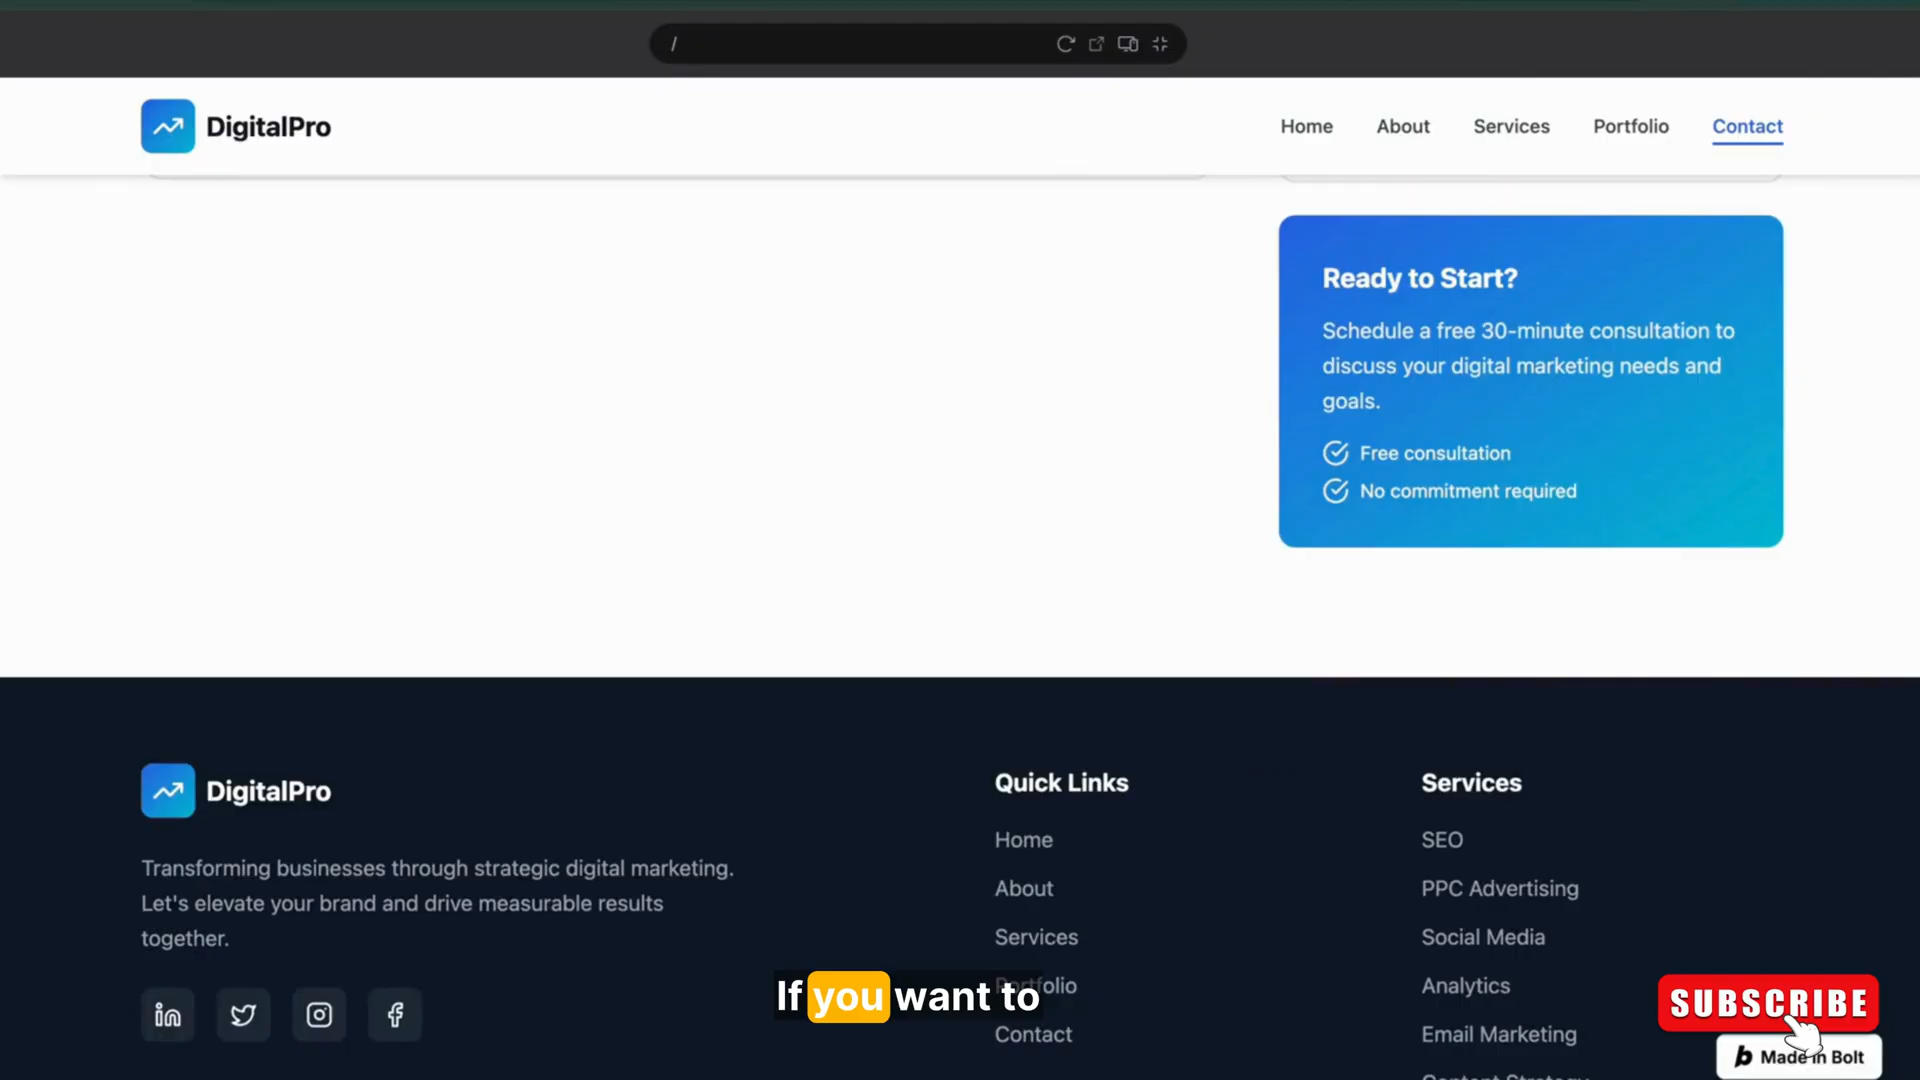 /
DigitalPro
Home
About
Services
Portfolio
Contact
Ready to Start?
Schedule a free 30-minute consultation to
discuss your digital marketing needs and
goals.
Free consultation
No commitment required
DigitalPro
Transforming businesses through strategic digital marketing.
Let's elevate your brand and drive measurable results
together.
Quick Links
Home
About
Services
Portfolio
Contact
Services
SEO
PPC Advertising
Social Media
Analytics
Email Marketing
Content Strategy
If you want to
SUBSCRIBE
Made in Bolt